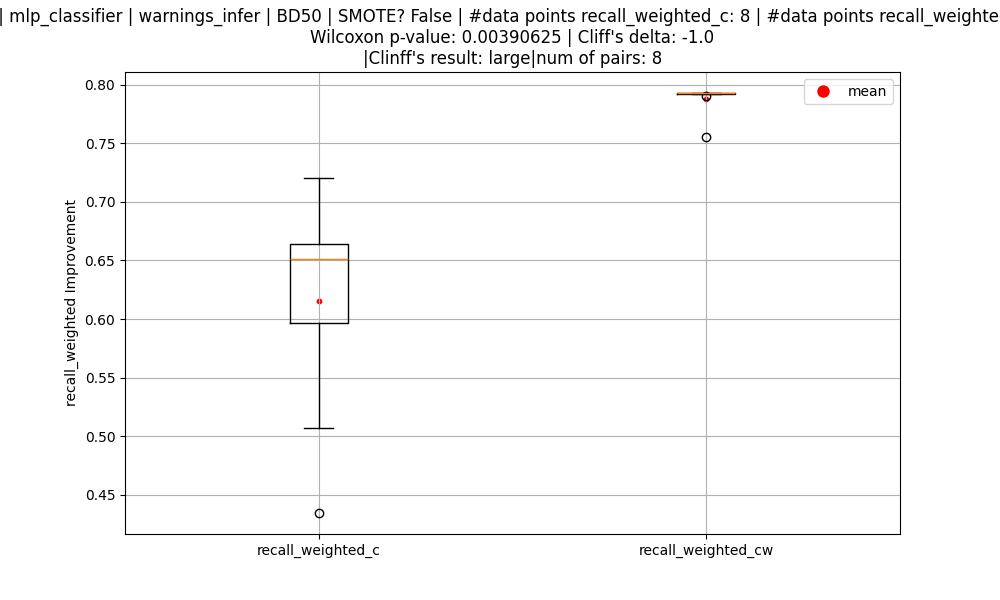 | mlp_classifier | warnings_infer | BD50 | SMOTE? False | #data points recall_weighted_c: 8 | #data points recall_weighte
Wilcoxon p-value: 0.00390625 | Cliff's delta: -1.0
|Clinff's result: large|num of pairs: 8
mean
0.80
0.75
0.70
0.65
0.60
0.55
0.50
0.45
recall_weighted Improvement
recall_weighted_c
recall_weighted_cw